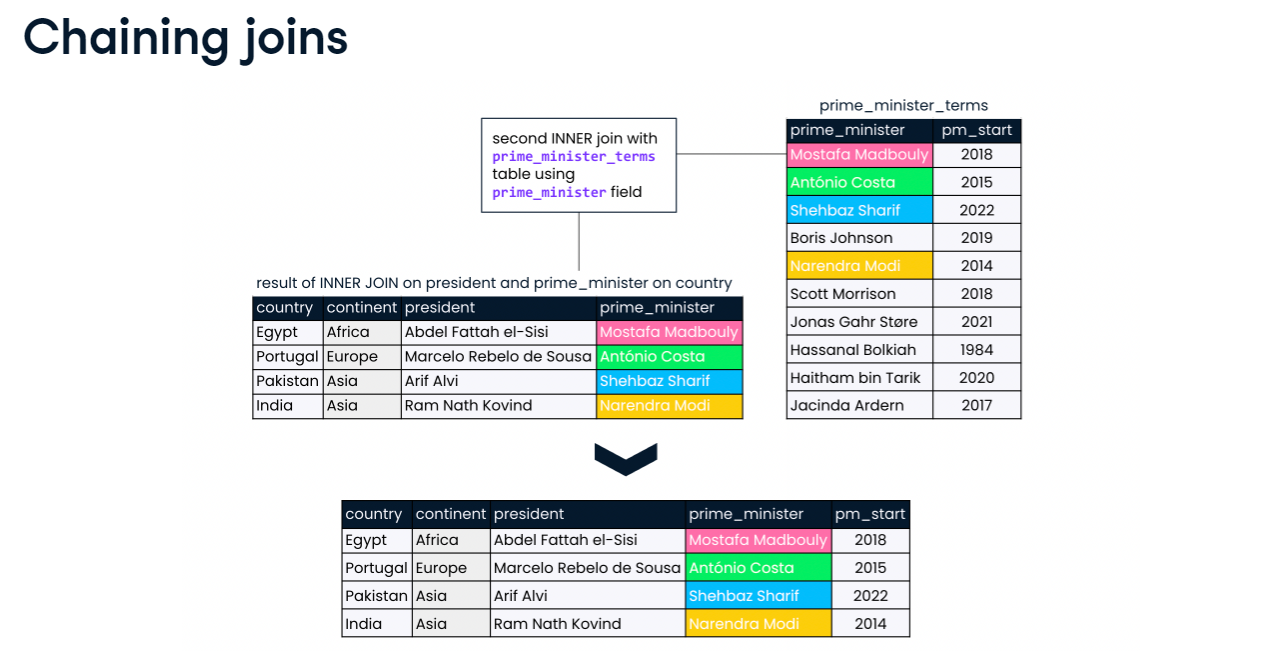 Chaining joins
prime_minister_terms
second INNER join with
prime_minister_terms
table using
prime_minister field
prime_minister pm_start
Mostafa Madbouly 2018
António Costa 2015
Shehbaz Sharif 2022
Boris Johnson 2019
Narendra Modi 2014
Scott Morrison 2018
Jonas Gahr Støre 2021
Hassanal Bolkiah 1984
Haitham bin Tarik 2020
Jacinda Ardern 2017
result of INNER JOIN on president and prime_minister on country
country continent president prime_minister
Egypt Africa Abdel Fattah el-Sisi Mostafa Madbouly
Portugal Europe Marcelo Rebelo de Sousa António Costa
Pakistan Asia Arif Alvi Shehbaz Sharif
India Asia Ram Nath Kovind Narendra Modi
country continent president prime_minister pm_start
Egypt Africa Abdel Fattah el-Sisi Mostafa Madbouly 2018
Portugal Europe Marcelo Rebelo de Sousa António Costa 2015
Pakistan Asia Arif Alvi Shehbaz Sharif 2022
India Asia Ram Nath Kovind Narendra Modi 2014